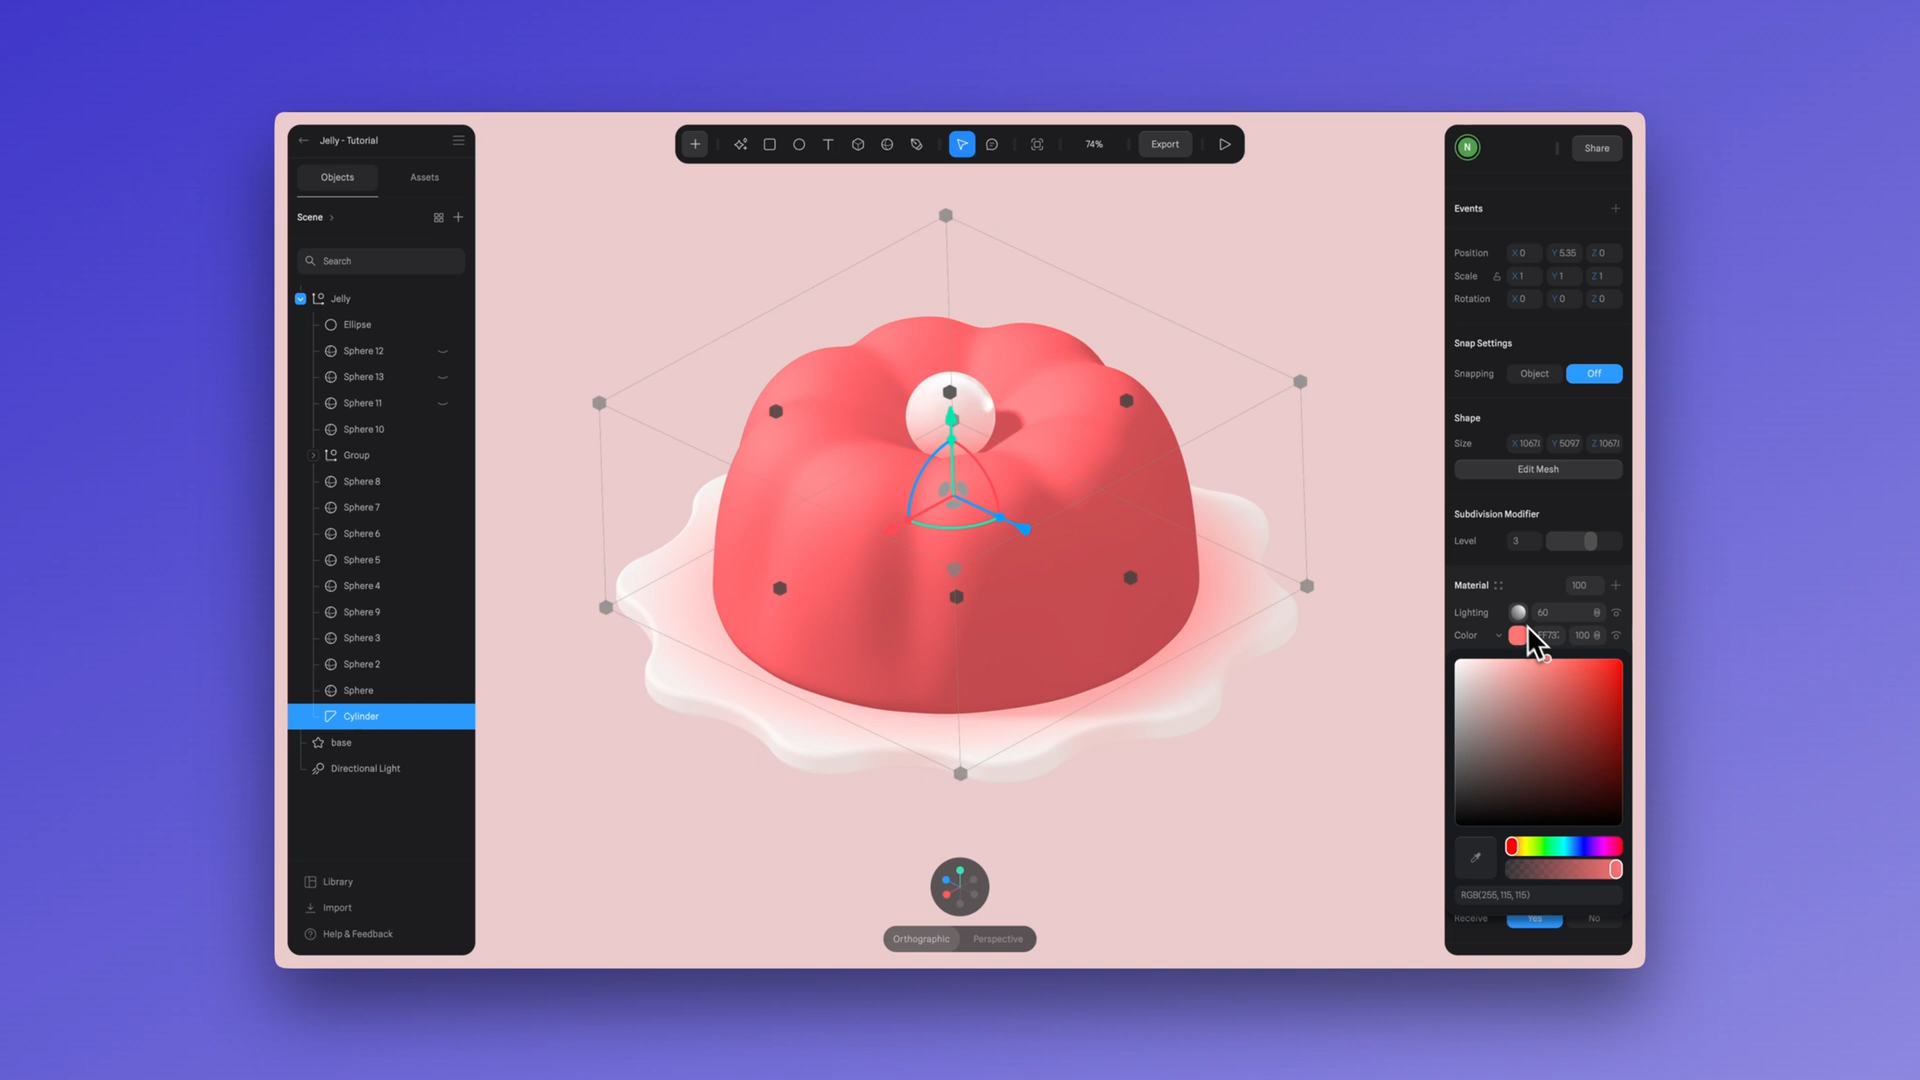 Jelly - Tutorial
Objects
Assets
Scene
Search
Jelly
Ellipse
Sphere 12
Sphere 13
Sphere 11
Sphere 10
Group
Sphere 8
Sphere 7
Sphere 6
Sphere 5
Sphere 4
Sphere 9
Sphere 3
Sphere 2
Sphere
Cylinder
base
Directional Light
Library
Import
Help & Feedback
T
74%
Export
Orthographic
Perspective
N
Share
Events
Position X 0 Y 5.35 Z 0
Scale X 1 Y 1 Z 1
Rotation X 0 Y 0 Z 0
Snap Settings
Snapping Object Off
Shape
Size X 1067 Y 5097 Z 1067
Edit Mesh
Subdivision Modifier
Level 3
Material 100
Lighting 60
Color 100
RGB(255, 115, 115)
Receive Yes No